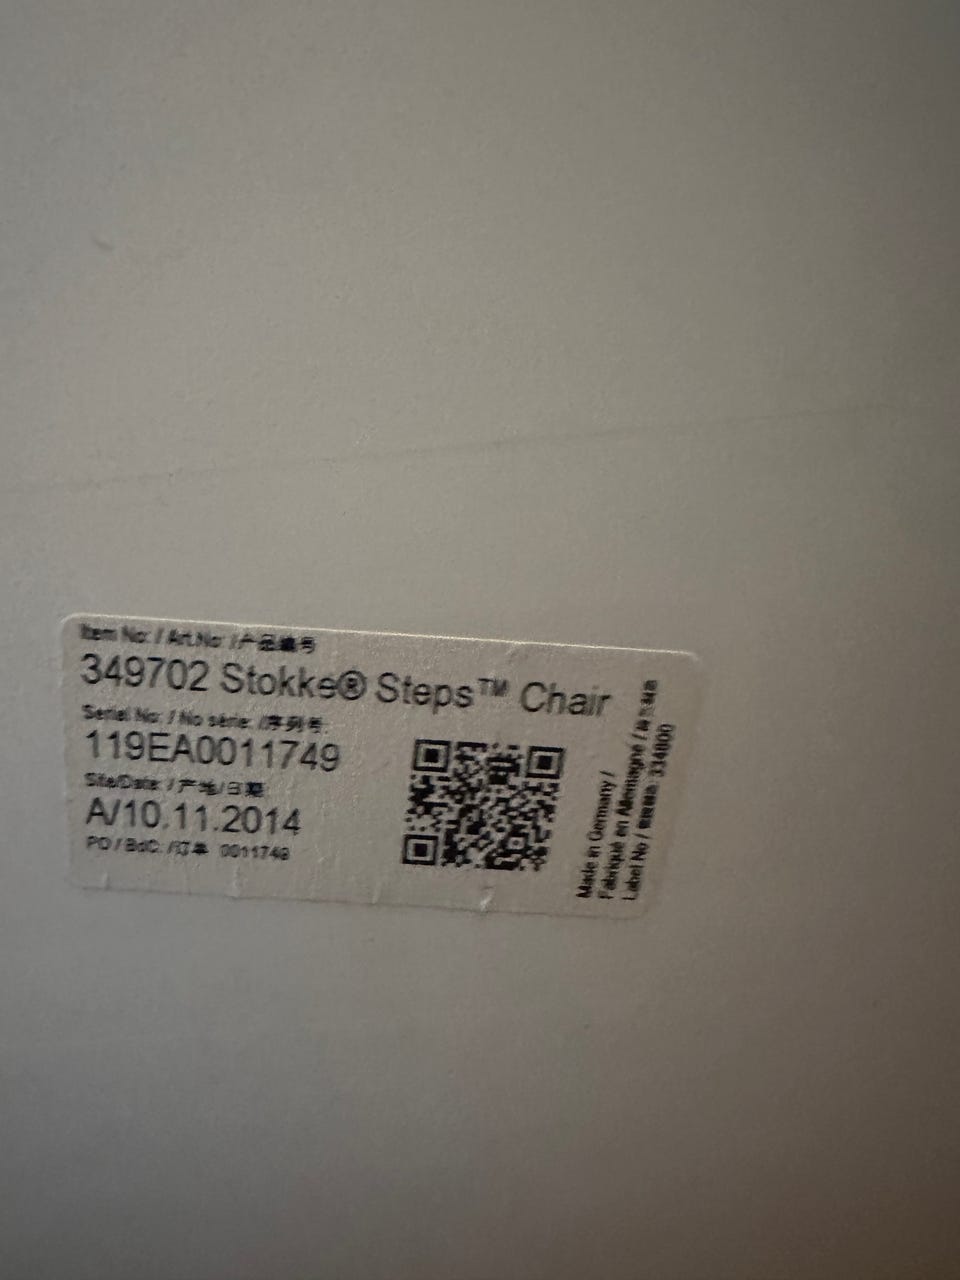 Item No: / Art.No: /产品编号
349702 Stokke® Steps™ Chair
Serial No: / No série: /序列号:
119EA0011749
Site/Date: / 产地/日期
A/10.11.2014
PO / BdC: /订单 0011749
Made in Germany /
Fabriqué en Allemagne /
Label No / 334800